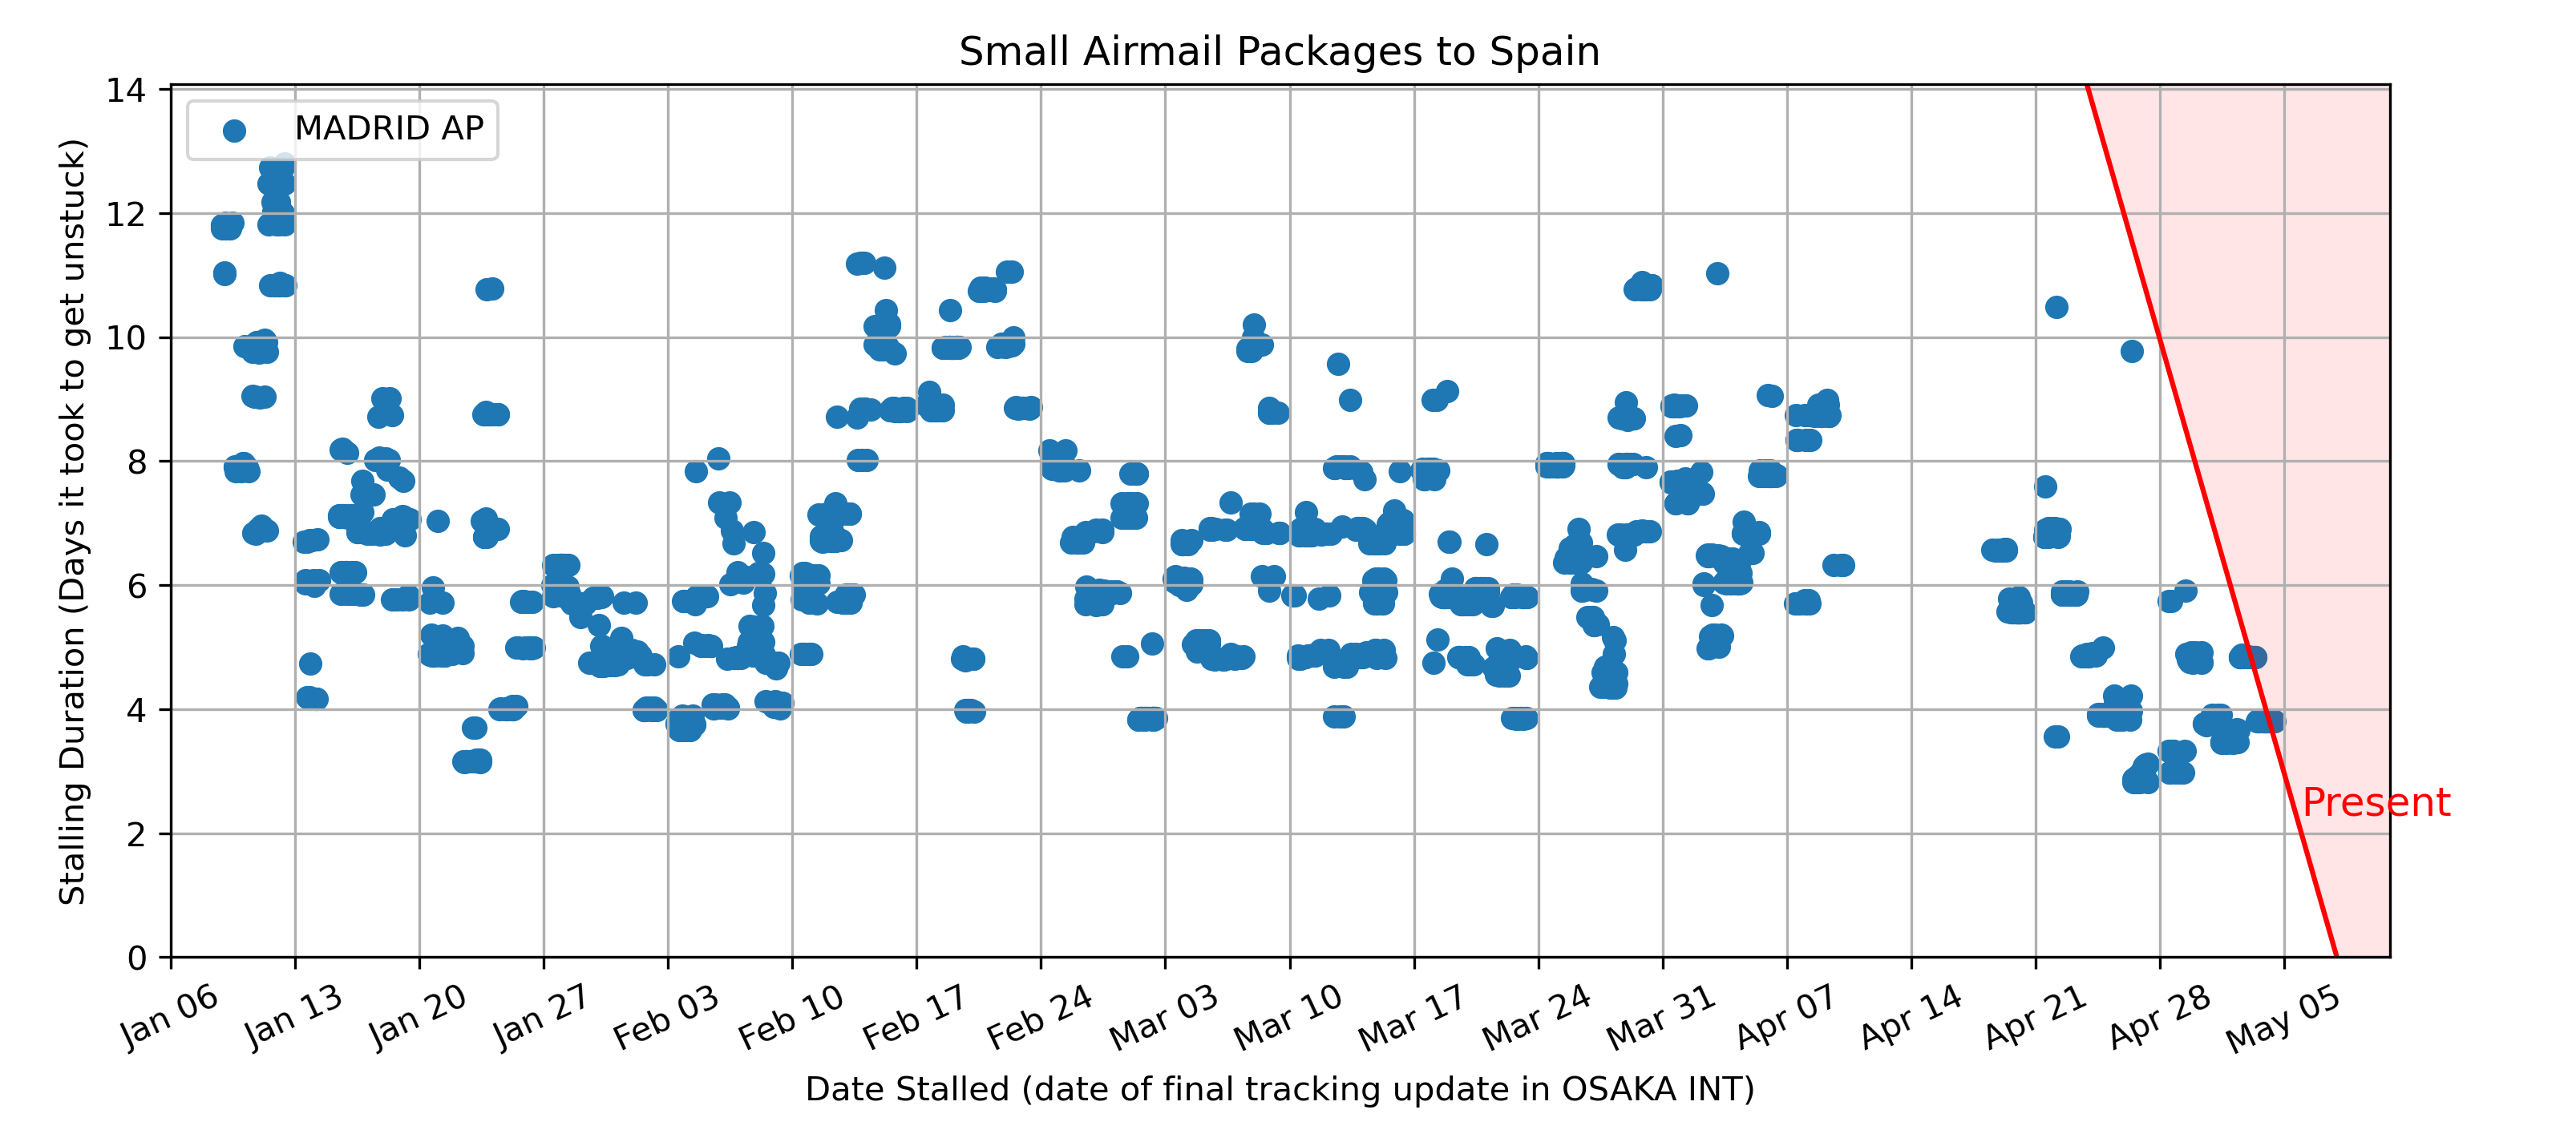 Small Airmail Packages to Spain
MADRID AP
Stalling Duration (Days it took to get unstuck)
14
12
10
8
6
4
2
0
Present
Jan 06
Jan 13
Jan 20
Jan 27
Feb 03
Feb 10
Feb 17
Feb 24
Mar 03
Mar 10
Mar 17
Mar 24
Mar 31
Apr 07
Apr 14
Apr 21
Apr 28
May 05
Date Stalled (date of final tracking update in OSAKA INT)